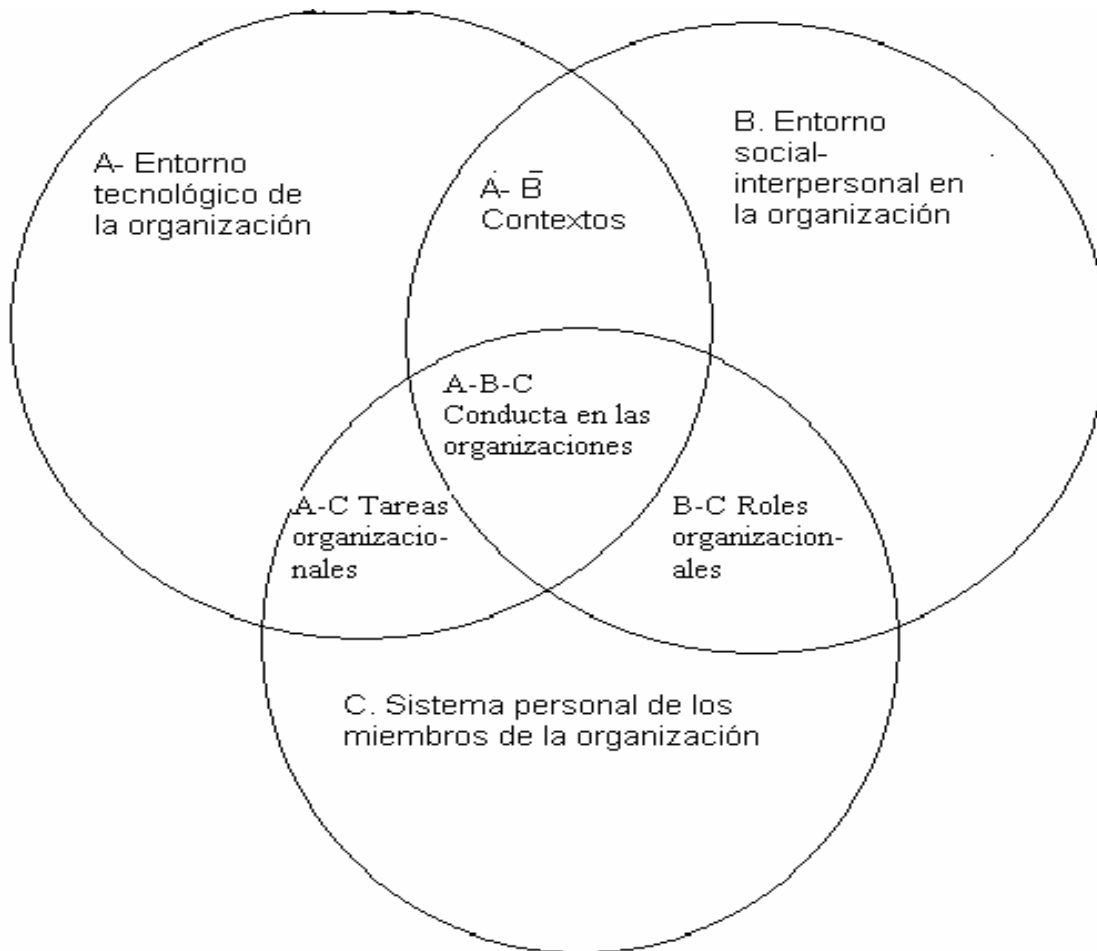 A- Entorno
tecnológico de
la organización
A- B
Contextos
B. Entorno
social-
interpersonal en
la organización
A-B-C
Conducta en las
organizaciones
A-C Tareas
organizacio-
nales
B-C Roles
organizacion-
ales
C. Sistema personal de los
miembros de la organización